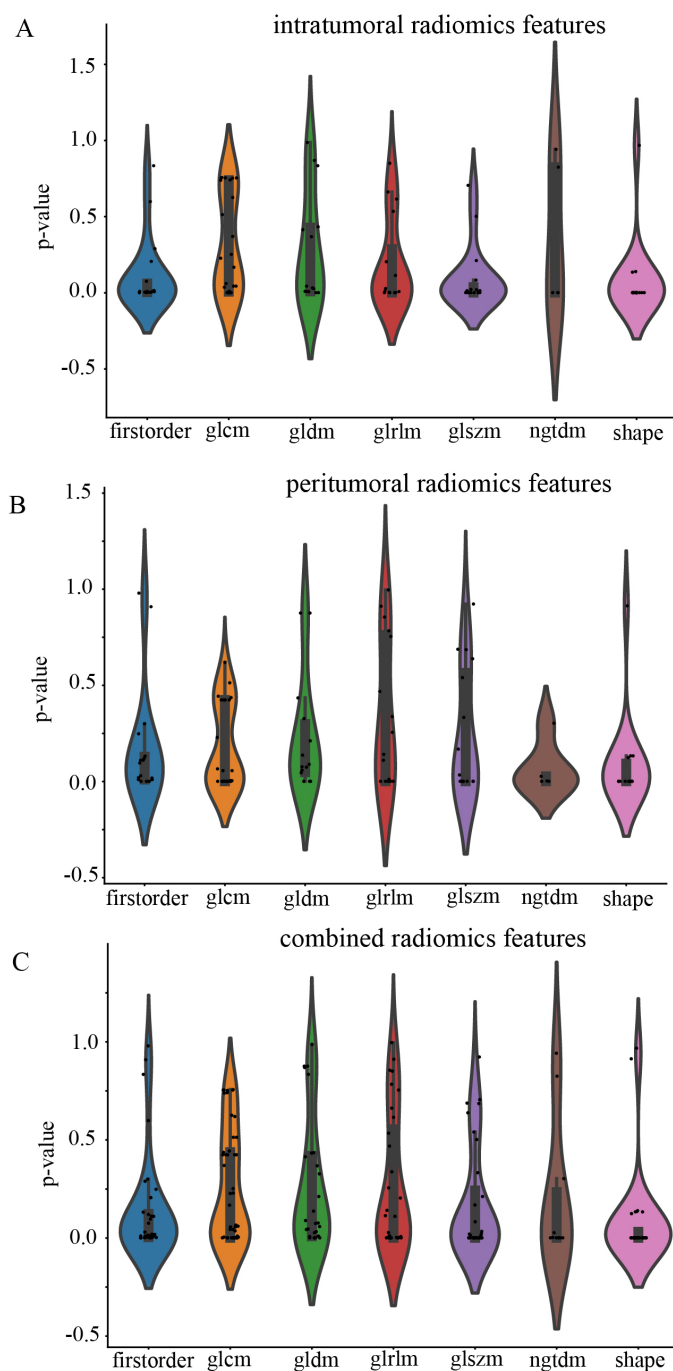 A
intratumoral radiomics features
1.5
1.0
0.5
0.0
-0.5
p-value
firstorder glcm gldm glrlm glszm ngtdm shape
B
peritumoral radiomics features
1.5
1.0
0.5
0.0
-0.5
p-value
firstorder glcm gldm glrlm glszm ngtdm shape
C
combined radiomics features
1.0
0.5
0.0
-0.5
p-value
firstorder glcm gldm glrlm glszm ngtdm shape